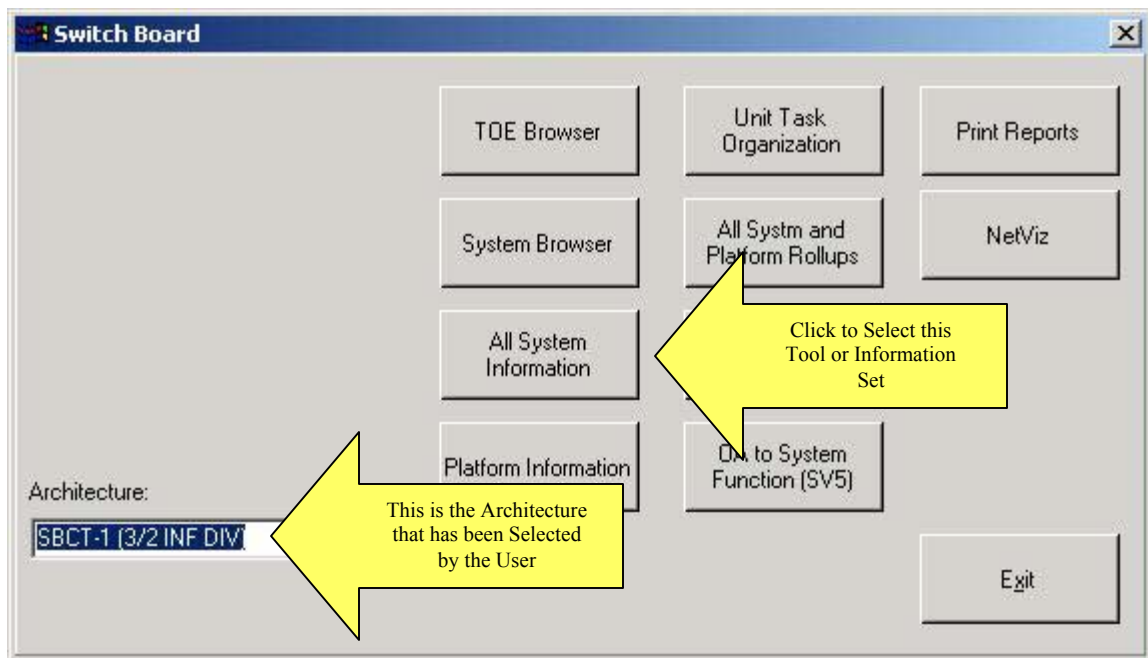 Switch Board
TOE Browser
Unit Task
Organization
Print Reports
System Browser
All Systm and
Platform Rollups
NetViz
All System
Information
Click to Select this
Tool or Information
Set
Platform Information
to System
Function (SV5)
Architecture:
SBCT-1 (3/2 INF DIV)
This is the Architecture
that has been Selected
by the User
Exit